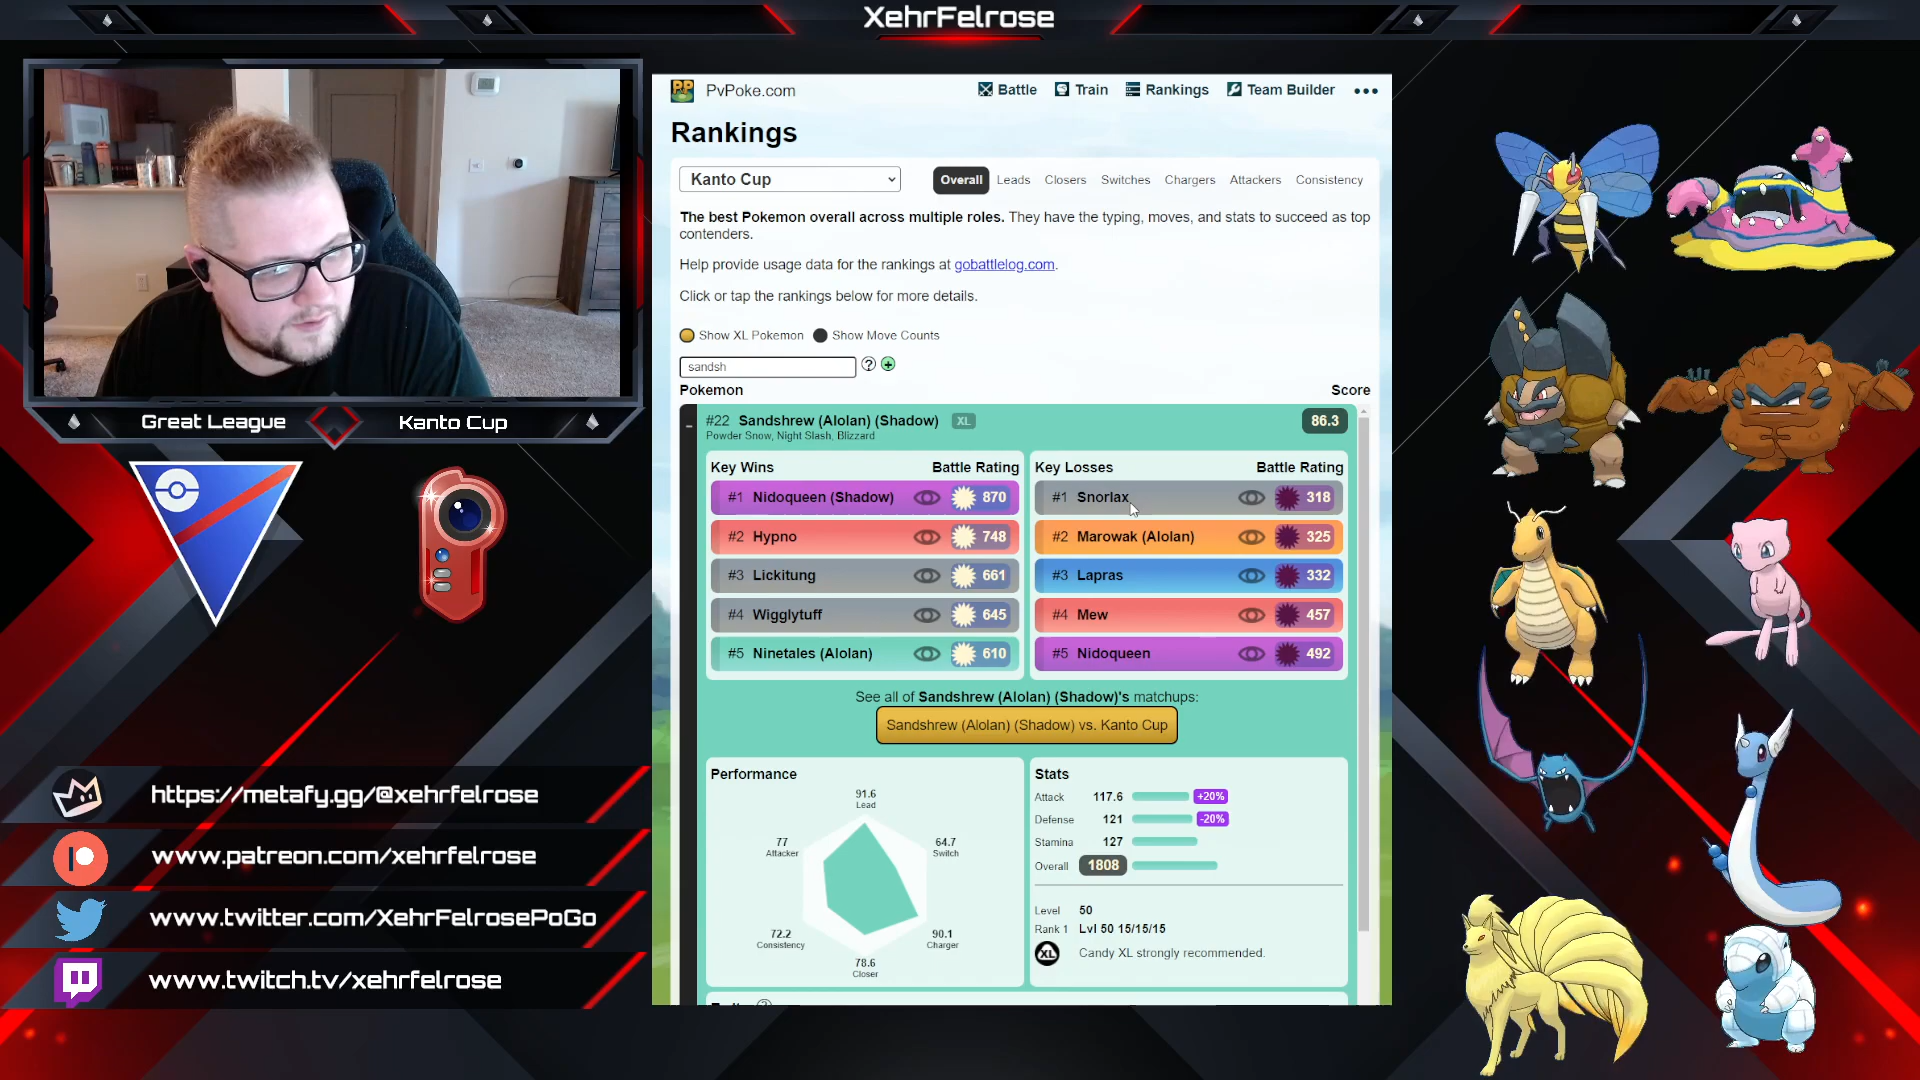 XehrFelrose
PvPoke.com
Battle
Train
Rankings
Team Builder
Rankings
Kanto Cup
Overall
Leads
Closers
Switches
Chargers
Attackers
Consistency
The best Pokemon overall across multiple roles. They have the typing, moves, and stats to succeed as top
contenders.
Help provide usage data for the rankings at gobattlelog.com.
Click or tap the rankings below for more details.
Show XL Pokemon
Show Move Counts
sandsh
?
+
Pokemon
Score
- #22 Sandshrew (Alolan) (Shadow) XL 86.3
Powder Snow, Night Slash, Blizzard
Key Wins Battle Rating
#1 Nidoqueen (Shadow) 870
#2 Hypno 748
#3 Lickitung 661
#4 Wigglytuff 645
#5 Ninetales (Alolan) 610
Key Losses Battle Rating
#1 Snorlax 318
#2 Marowak (Alolan) 325
#3 Lapras 332
#4 Mew 457
#5 Nidoqueen 492
See all of Sandshrew (Alolan) (Shadow)'s matchups:
Sandshrew (Alolan) (Shadow) vs. Kanto Cup
Performance
91.6
Lead
77
Attacker
64.7
Switch
72.2
Consistency
90.1
Charger
78.6
Closer
Stats
Attack 117.6 +20%
Defense 121 -20%
Stamina 127
Overall 1808
Level 50
Rank 1 Lvl 50 15/15/15
XL Candy XL strongly recommended.
Great League
Kanto Cup
https://metafy.gg/@xehrfelrose
www.patreon.com/xehrfelrose
www.twitter.com/XehrFelrosePoGo
www.twitch.tv/xehrfelrose